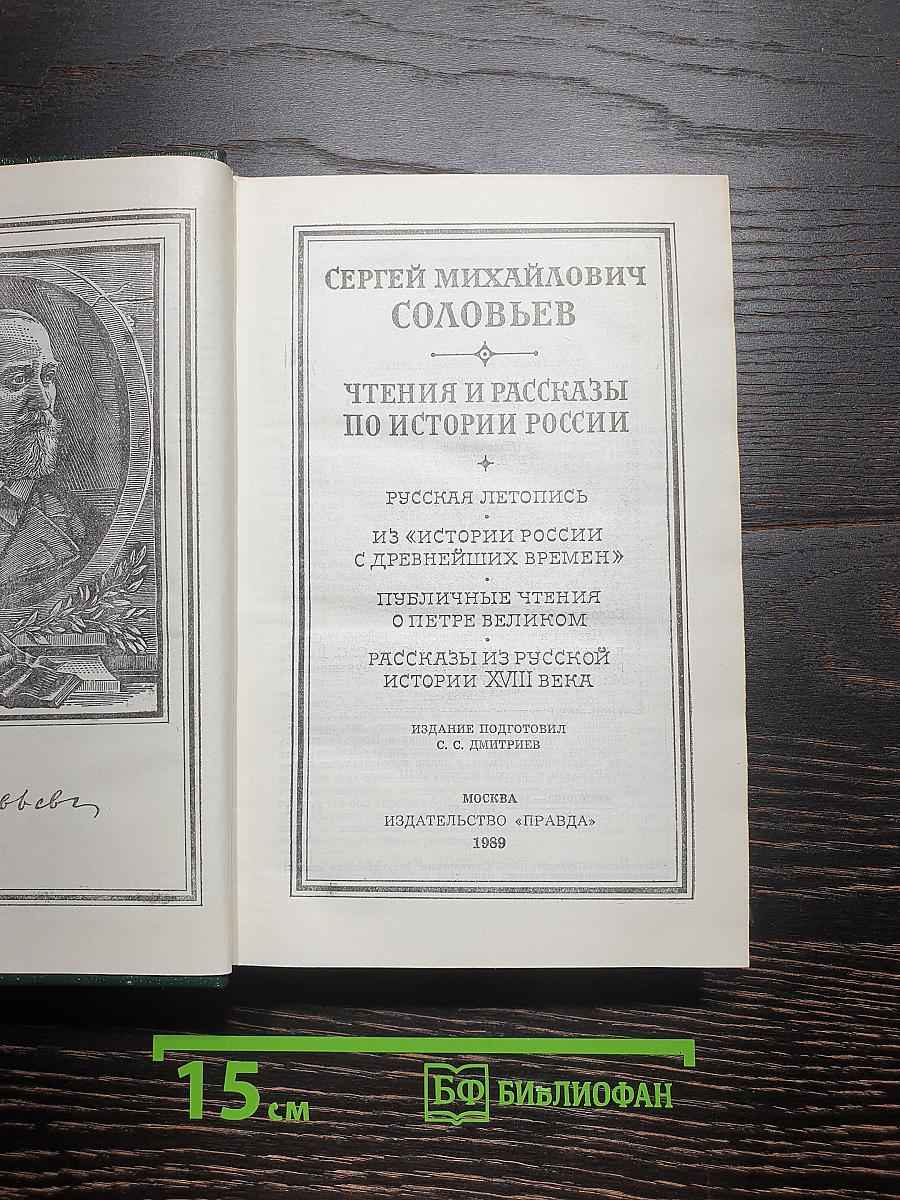 СЕРГЕЙ МИХАЙЛОВИЧ
СОЛОВЬЕВ
ЧТЕНИЯ И РАССКАЗЫ
ПО ИСТОРИИ РОССИИ
РУССКАЯ ЛЕТОПИСЬ
ИЗ «ИСТОРИИ РОССИИ
С ДРЕВНЕЙШИХ ВРЕМЕН»
ПУБЛИЧНЫЕ ЧТЕНИЯ
О ПЕТРЕ ВЕЛИКОМ
РАССКАЗЫ ИЗ РУССКОЙ
ИСТОРИИ XVIII ВЕКА
ИЗДАНИЕ ПОДГОТОВИЛ
С. С. ДМИТРИЕВ
МОСКВА
ИЗДАТЕЛЬСТВО «ПРАВДА»
1989
15 см
БФ БИБЛИОФАН